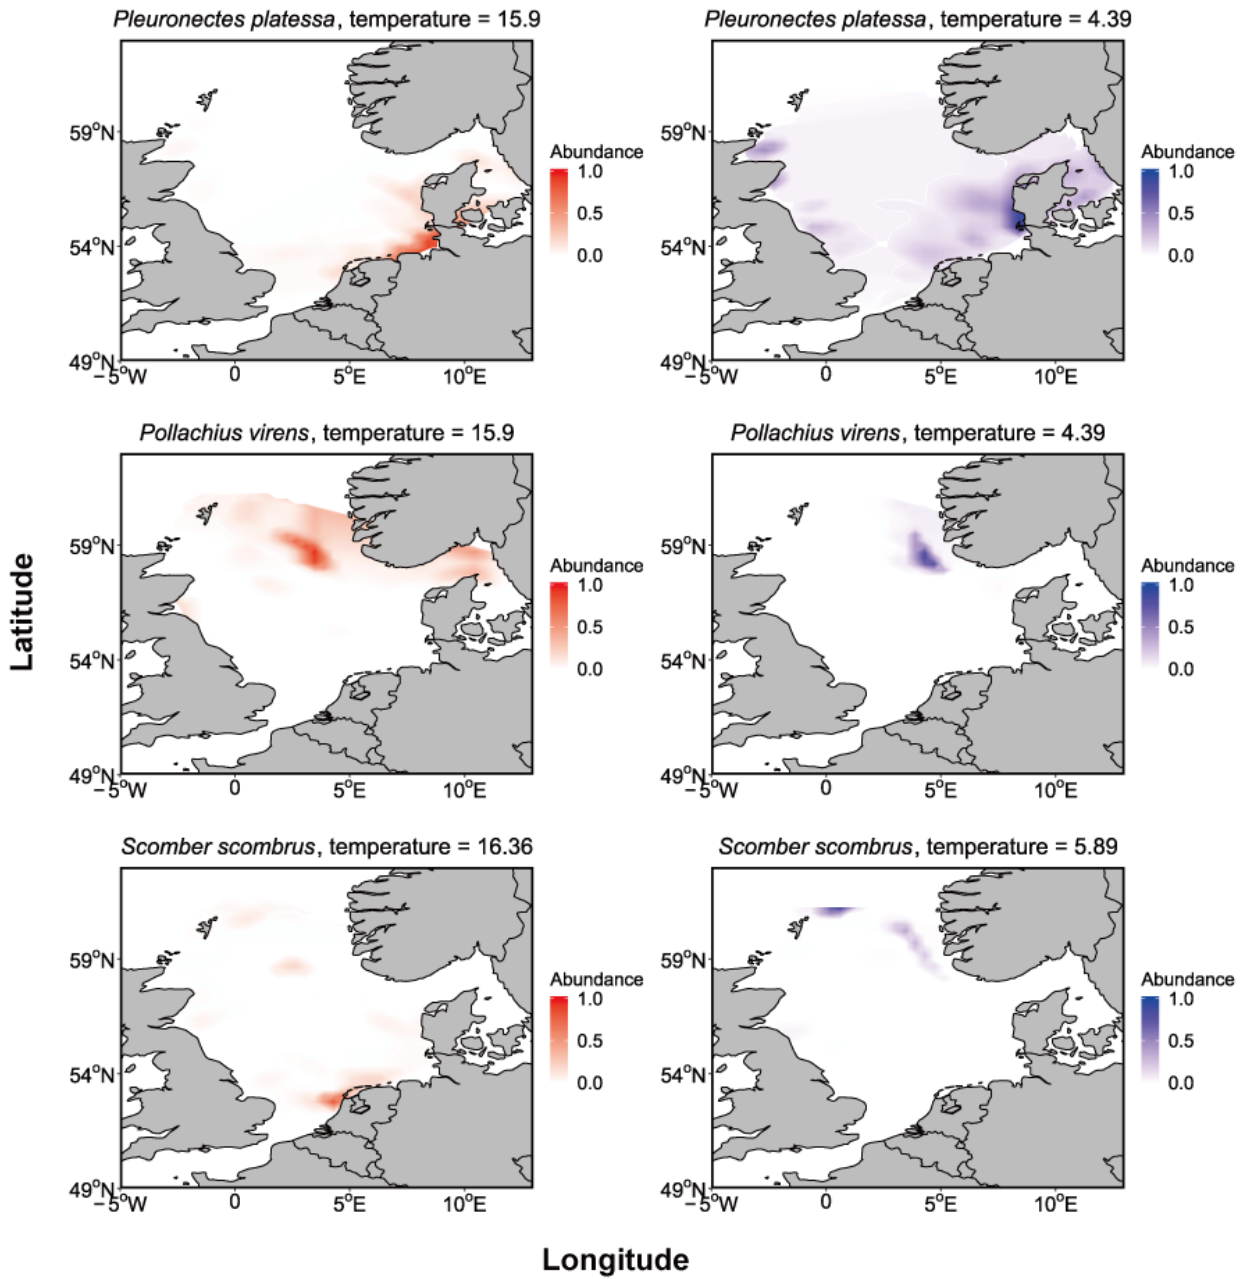 Pleuronectes platessa, temperature = 15.9
Pleuronectes platessa, temperature = 4.39
59°N
54°N
49°N
−5°W 0 5°E 10°E
Abundance
1.0
0.5
0.0
59°N
54°N
49°N
−5°W 0 5°E 10°E
Abundance
1.0
0.5
0.0
Pollachius virens, temperature = 15.9
Pollachius virens, temperature = 4.39
59°N
54°N
49°N
−5°W 0 5°E 10°E
Abundance
1.0
0.5
0.0
59°N
54°N
49°N
−5°W 0 5°E 10°E
Abundance
1.0
0.5
0.0
Latitude
Scomber scombrus, temperature = 16.36
Scomber scombrus, temperature = 5.89
59°N
54°N
49°N
−5°W 0 5°E 10°E
Abundance
1.0
0.5
0.0
59°N
54°N
49°N
−5°W 0 5°E 10°E
Abundance
1.0
0.5
0.0
Longitude